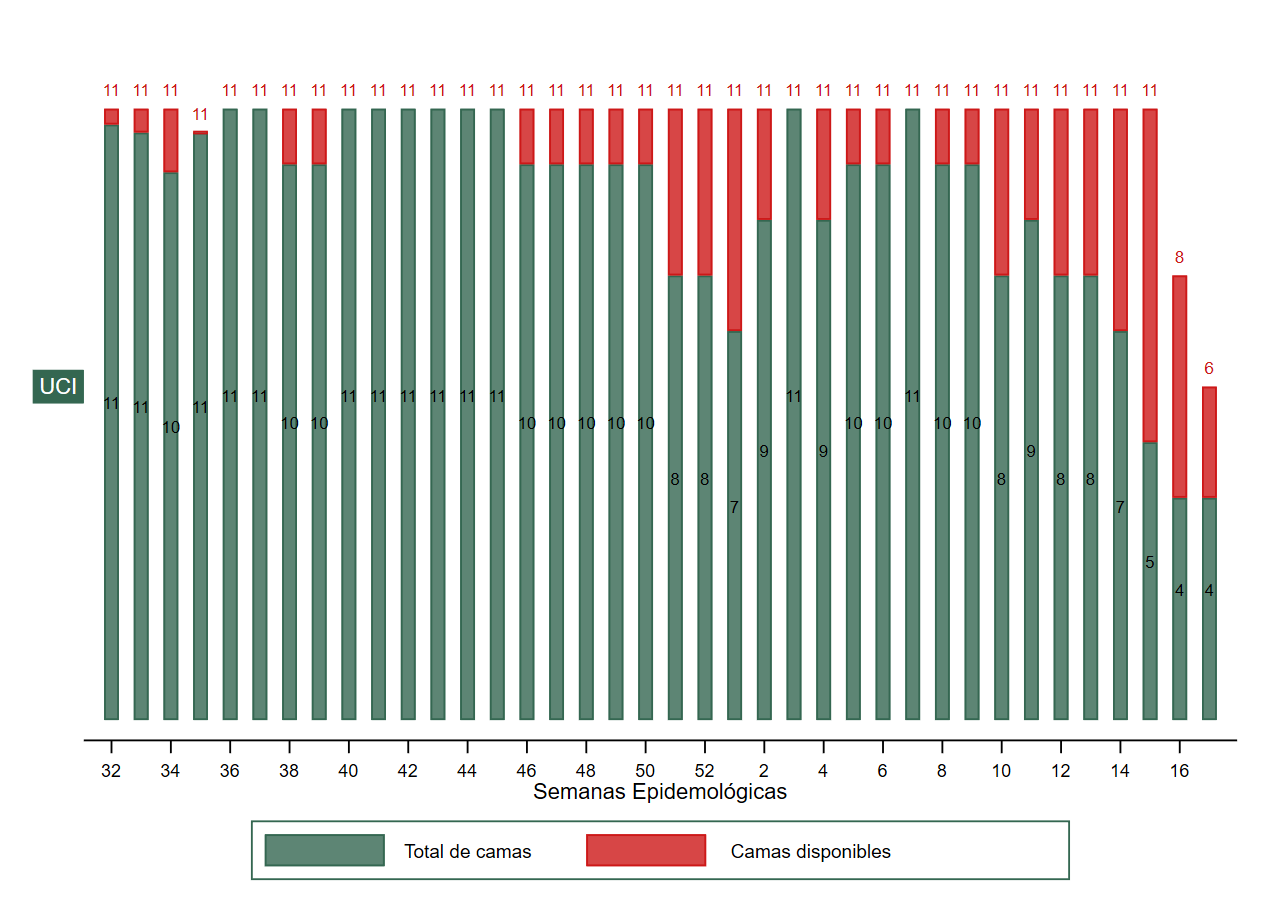 11 11 11 11 11 11 11 11 11 11 11 11 11 11 11 11 11 11 11 11 11 11 11 11 11 11 11 11 11 11 11 11 11 11 11
11
8
6
UCI
11 11 10 11 11 11 10 10 11 11 11 11 11 11 10 10 10 10 10 8 8 7 9 11 9 10 10 11 10 10 8 9 8 8 7 5 4 4
32 34 36 38 40 42 44 46 48 50 52 2 4 6 8 10 12 14 16
Semanas Epidemológicas
Total de camas Camas disponibles